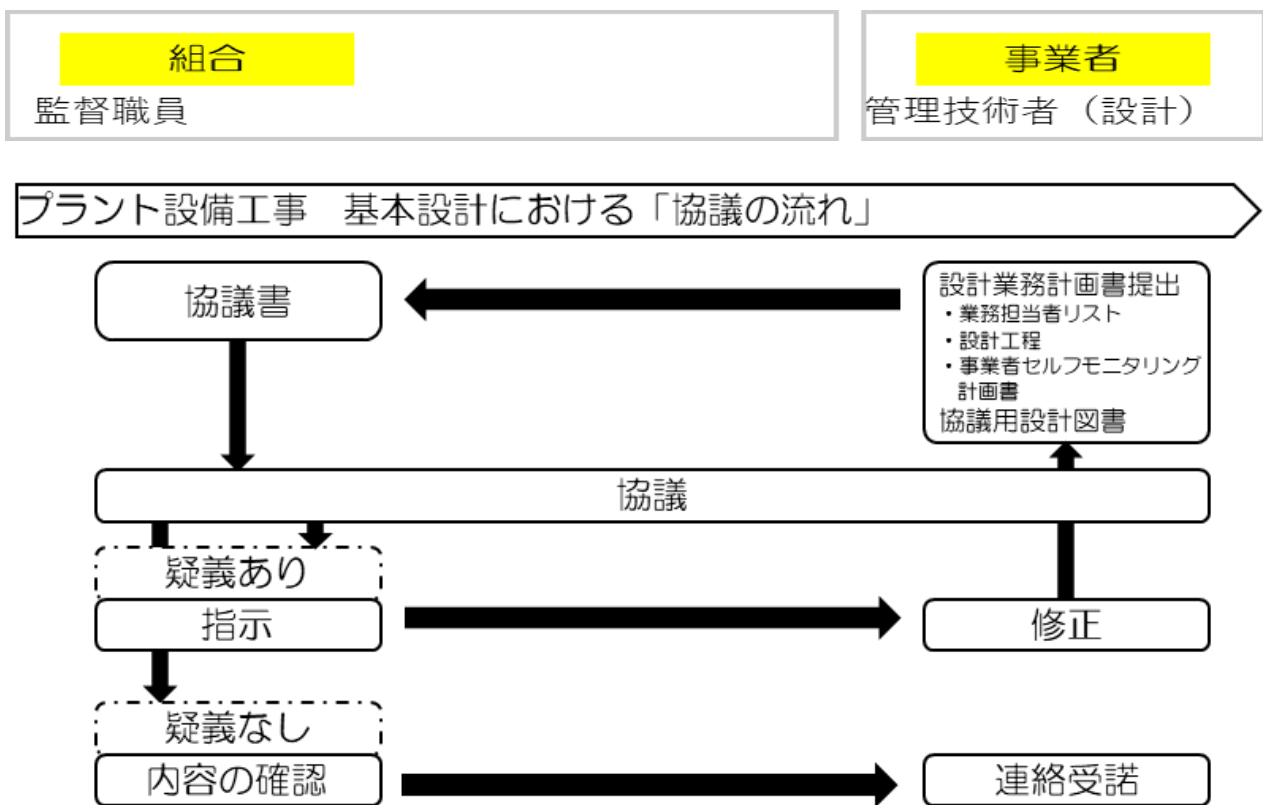 組合
監督職員
事業者
管理技術者（設計）
プラント設備工事　基本設計における「協議の流れ」
協議書
設計業務計画書提出
・業務担当者リスト
・設計工程
・事業者セルフモニタリング
計画書
協議用設計図書
協議
疑義あり
指示
修正
疑義なし
内容の確認
連絡受諾